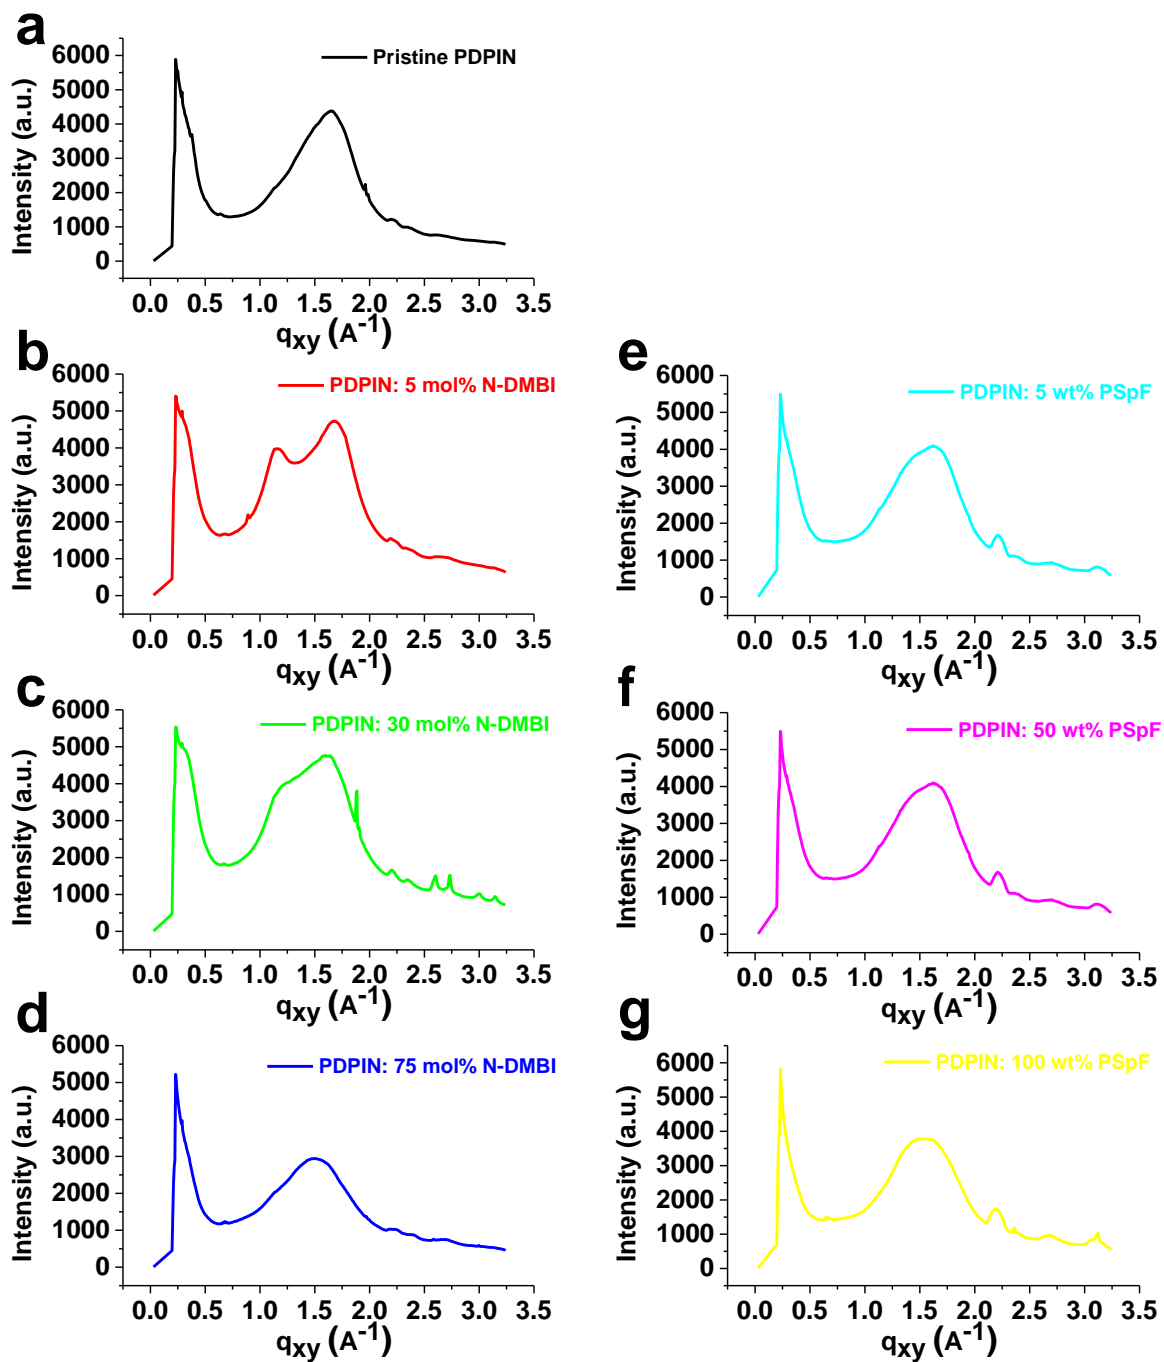 a
Pristine PDPIN
6000
5000
4000
3000
2000
1000
0
Intensity (a.u.)
0.0 0.5 1.0 1.5 2.0 2.5 3.0 3.5
qxy (A-1)
b
PDPIN: 5 mol% N-DMBI
6000
5000
4000
3000
2000
1000
0
Intensity (a.u.)
0.0 0.5 1.0 1.5 2.0 2.5 3.0 3.5
qxy (A-1)
c
PDPIN: 30 mol% N-DMBI
6000
5000
4000
3000
2000
1000
0
Intensity (a.u.)
0.0 0.5 1.0 1.5 2.0 2.5 3.0 3.5
qxy (A-1)
d
PDPIN: 75 mol% N-DMBI
6000
5000
4000
3000
2000
1000
0
Intensity (a.u.)
0.0 0.5 1.0 1.5 2.0 2.5 3.0 3.5
qxy (A-1)
e
PDPIN: 5 wt% PSpF
6000
5000
4000
3000
2000
1000
0
Intensity (a.u.)
0.0 0.5 1.0 1.5 2.0 2.5 3.0 3.5
qxy (A-1)
f
PDPIN: 50 wt% PSpF
6000
5000
4000
3000
2000
1000
0
Intensity (a.u.)
0.0 0.5 1.0 1.5 2.0 2.5 3.0 3.5
qxy (A-1)
g
PDPIN: 100 wt% PSpF
6000
5000
4000
3000
2000
1000
0
Intensity (a.u.)
0.0 0.5 1.0 1.5 2.0 2.5 3.0 3.5
qxy (A-1)